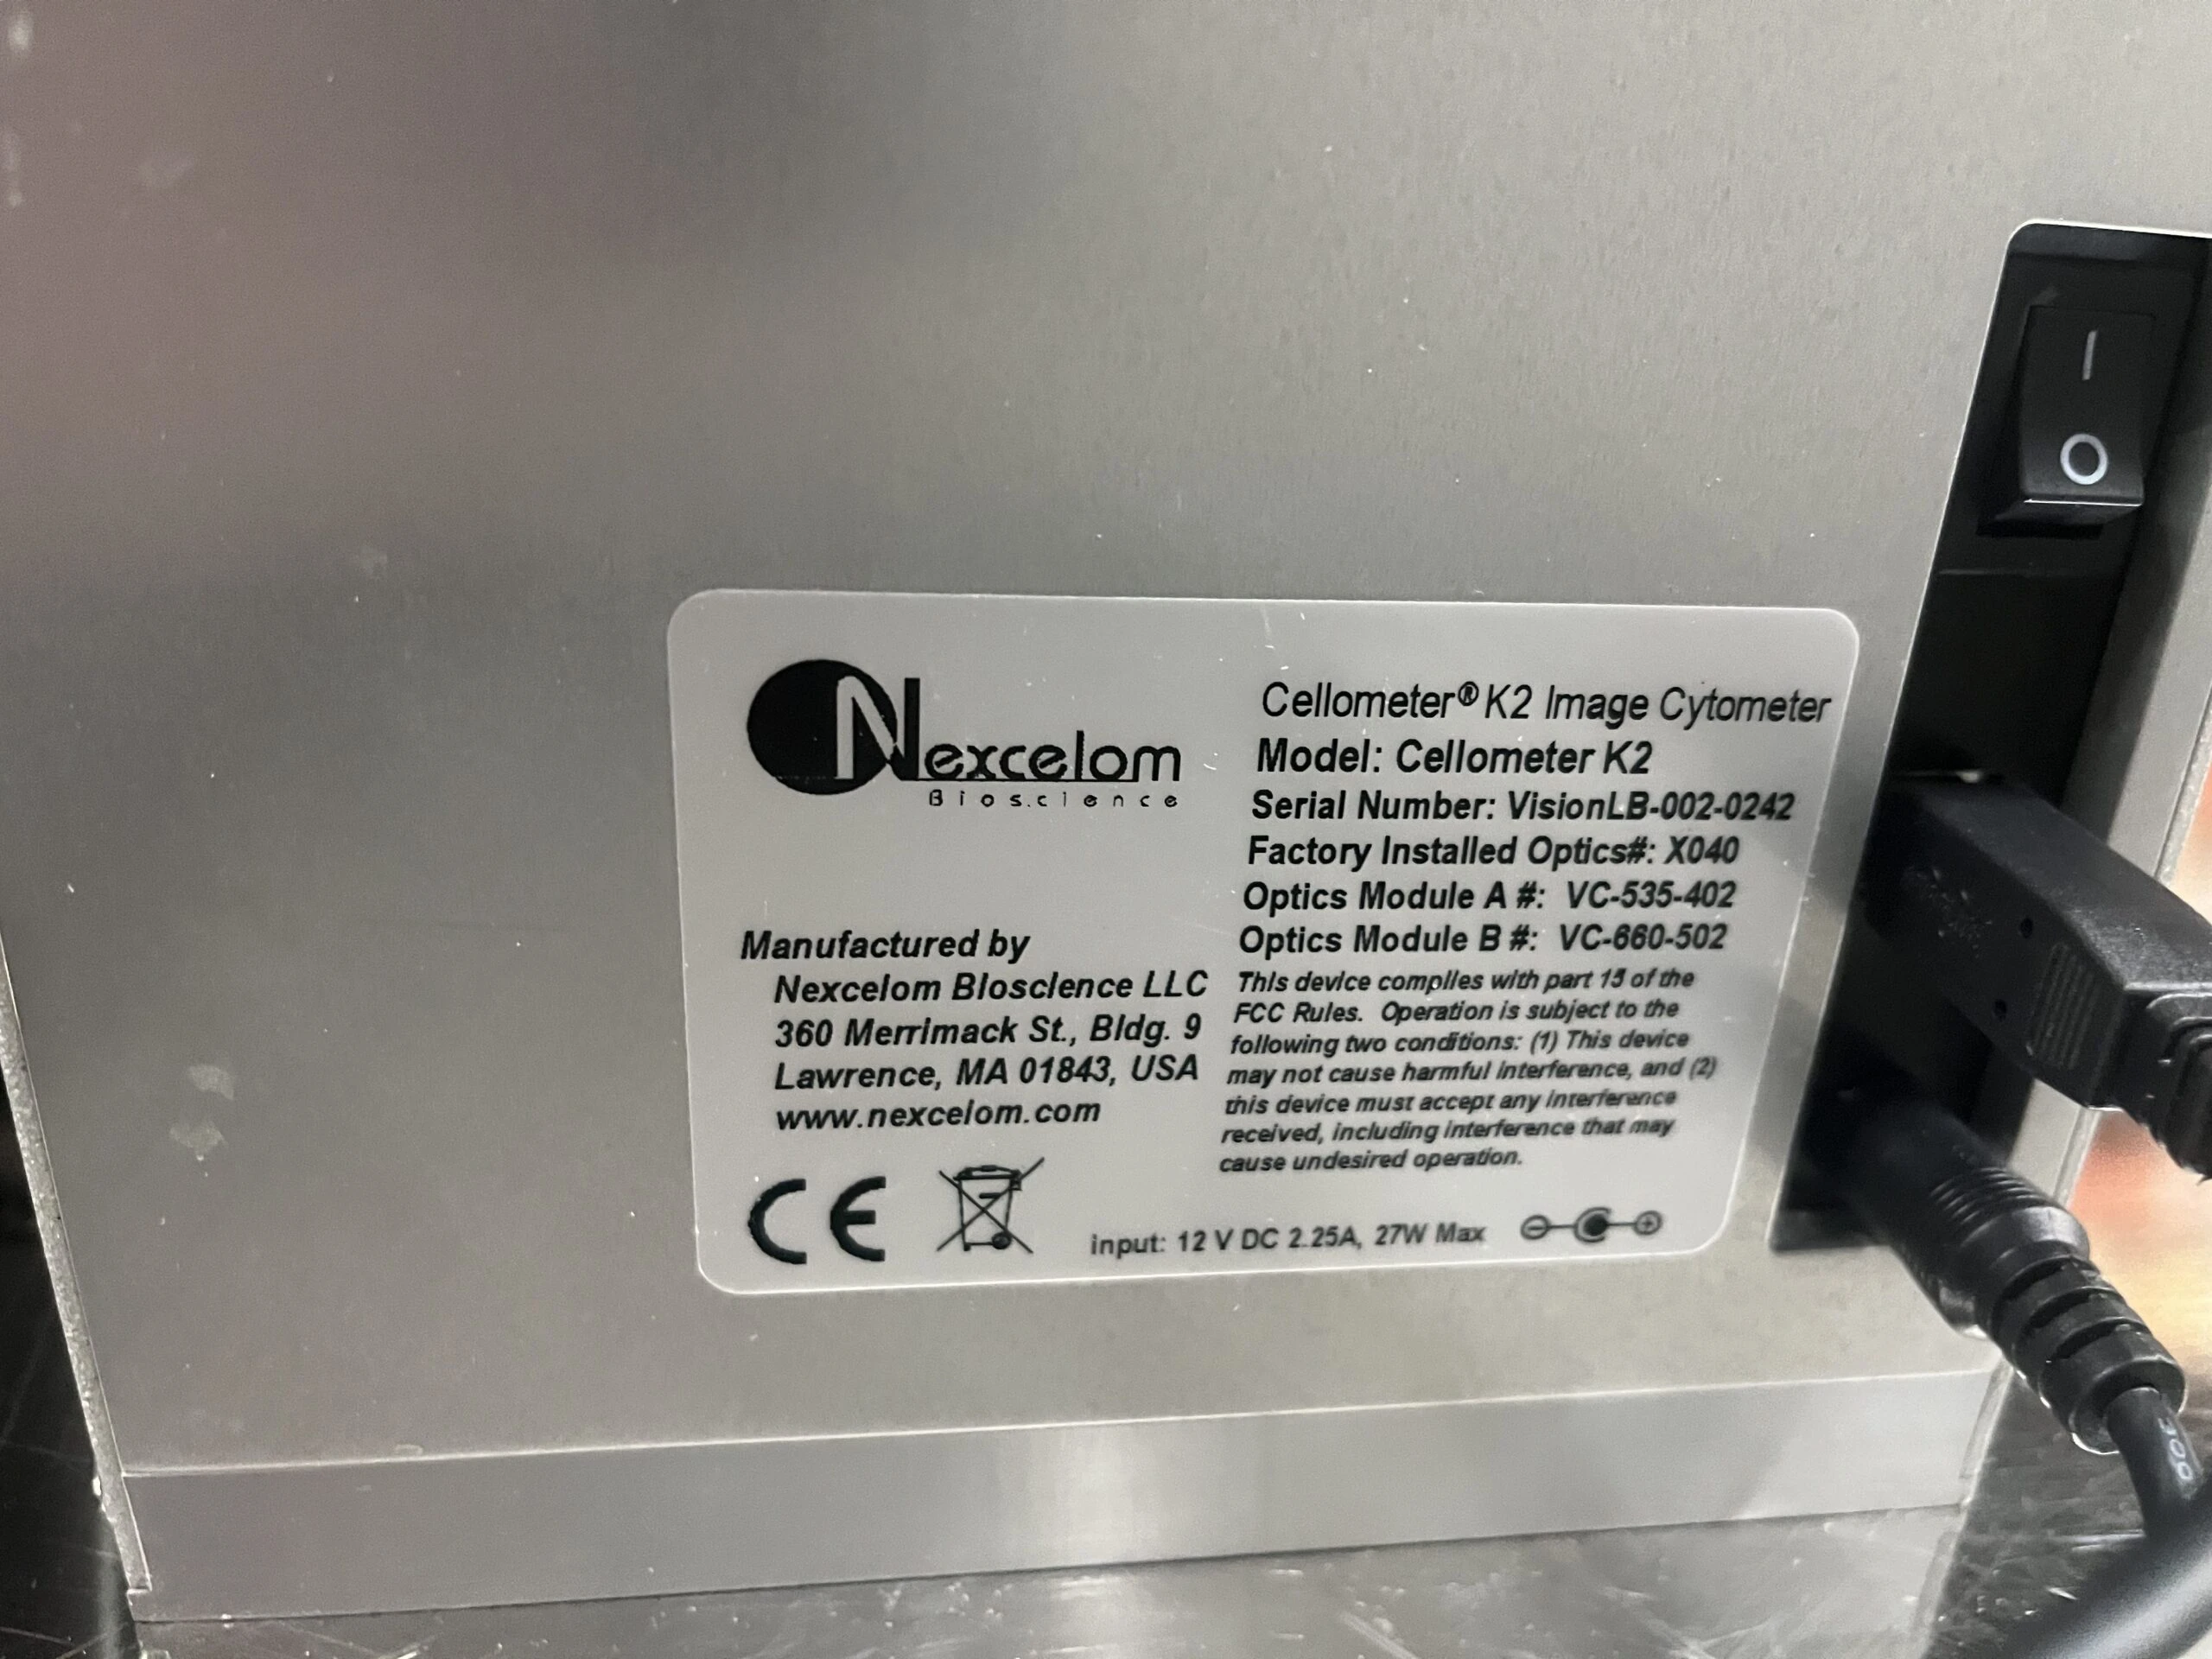 Nexcelom
Bioscience
Cellometer® K2 Image Cytometer
Model: Cellometer K2
Serial Number: VisionLB-002-0242
Factory Installed Optics#: X040
Optics Module A #: VC-535-402
Optics Module B #: VC-660-502
This device complies with part 15 of the
FCC Rules. Operation is subject to the
following two conditions: (1) This device
may not cause harmful interference, and (2)
this device must accept any interference
received, including interference that may
cause undesired operation.
Manufactured by
Nexcelom Bioscience LLC
360 Merrimack St., Bldg. 9
Lawrence, MA 01843, USA
www.nexcelom.com
CE
input: 12 V DC 2.25A, 27W Max